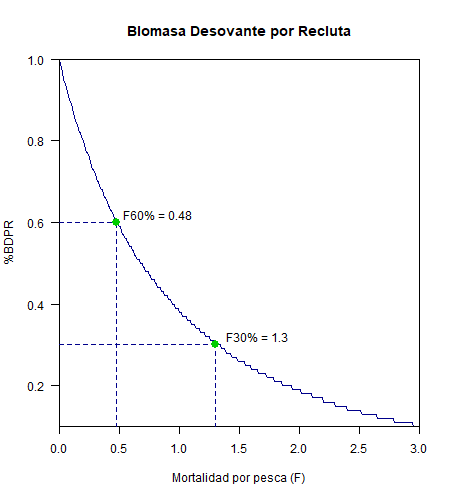 Biomasa Desovante por Recluta
%BDPR
1.0
0.8
0.6
0.4
0.2
F60% = 0.48
F30% = 1.3
0.0 0.5 1.0 1.5 2.0 2.5 3.0
Mortalidad por pesca (F)